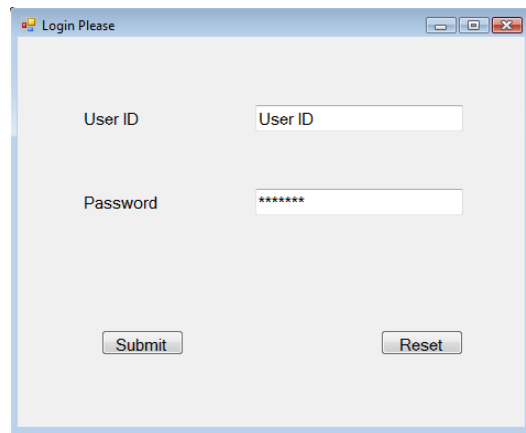 Login Please
User ID User ID
Password *******
Submit Reset